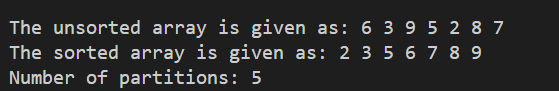 The unsorted array is given as: 6 3 9 5 2 8 7
The sorted array is given as: 2 3 5 6 7 8 9
Number of partitions: 5